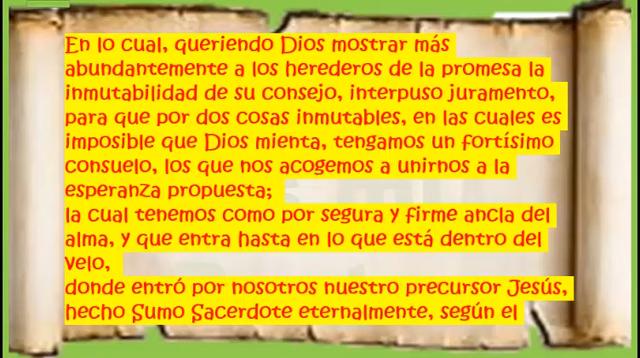 En lo cual, queriendo Dios mostrar más
abundantemente a los herederos de la promesa la
inmutabilidad de su consejo, interpuso juramento,
para que por dos cosas inmutables, en las cuales es
imposible que Dios mienta, tengamos un fortísimo
consuelo, los que nos acogemos a unirnos a la
esperanza propuesta;
la cual tenemos como por segura y firme ancla del
alma, y que entra hasta en lo que está dentro del
velo,
donde entró por nosotros nuestro precursor Jesús,
hecho Sumo Sacerdote eternalmente, según el